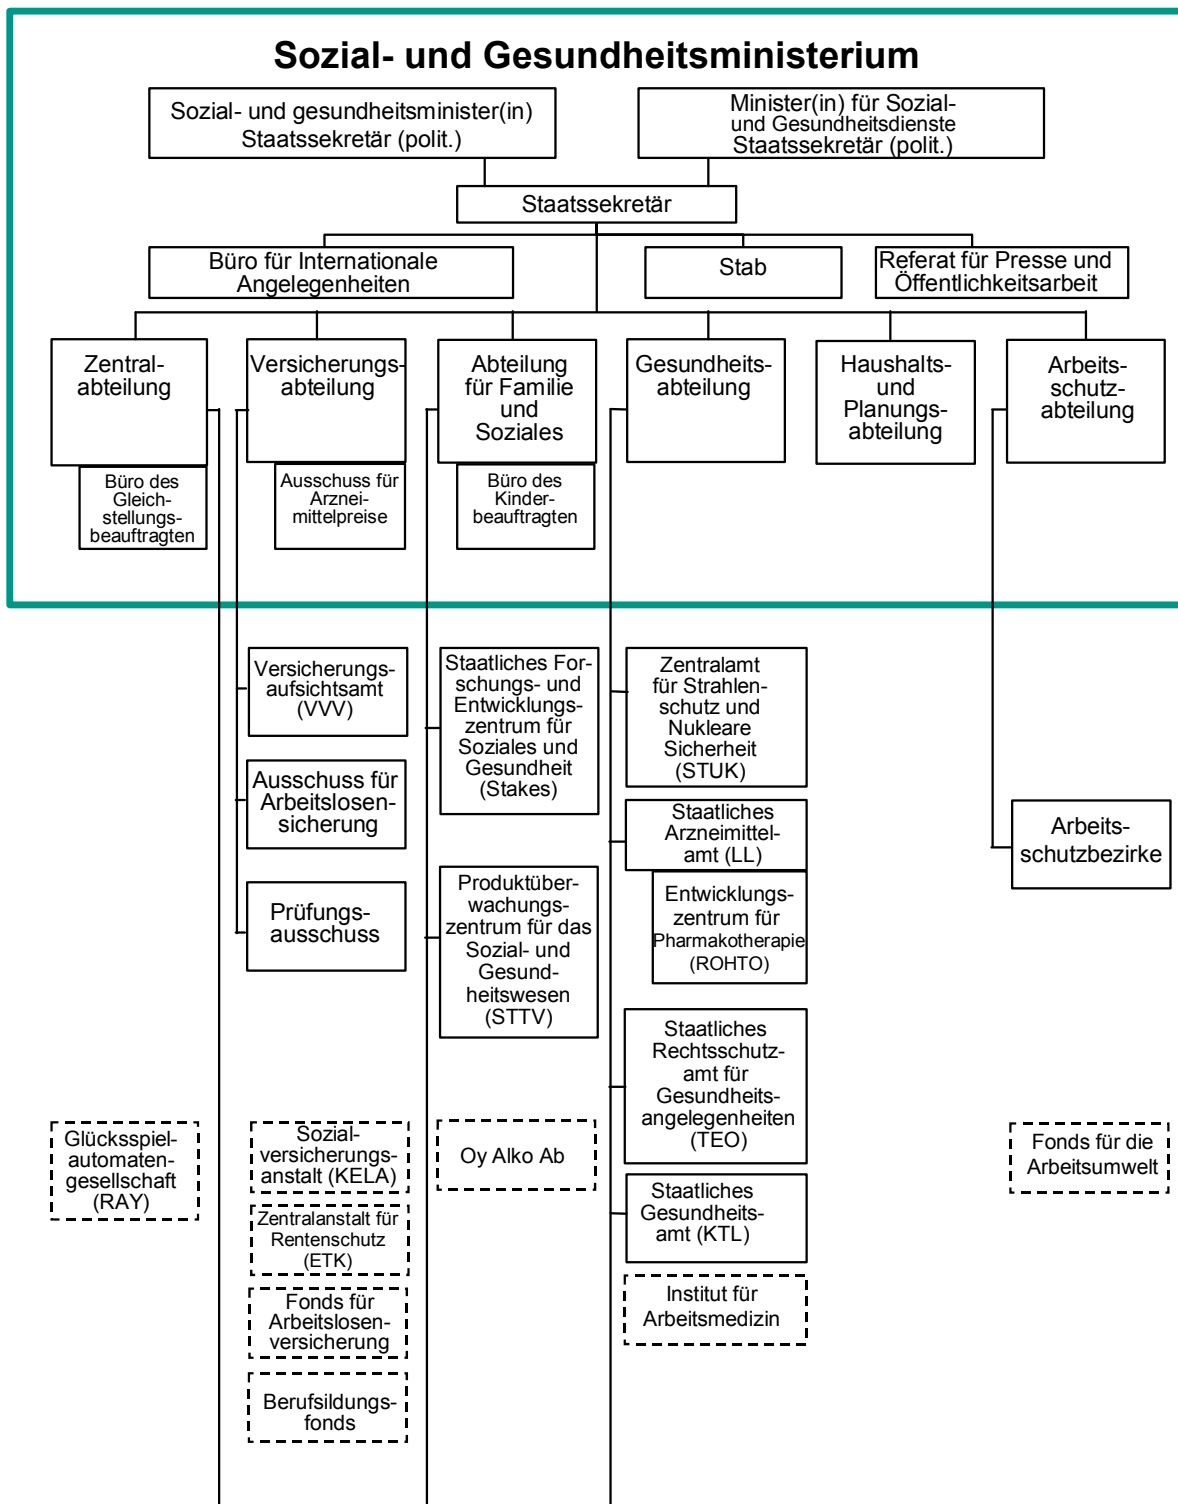 Sozial- und Gesundheitsministerium
Sozial- und gesundheitsminister(in)
Staatssekretär (polit.)
Minister(in) für Sozial-
und Gesundheitsdienste
Staatssekretär (polit.)
Staatssekretär
Büro für Internationale
Angelegenheiten
Stab
Referat für Presse und
Öffentlichkeitsarbeit
Zentral-
abteilung
Versicherungs-
abteilung
Abteilung
für Familie
und
Soziales
Gesundheits-
abteilung
Haushalts-
und
Planungs-
abteilung
Arbeits-
schutz-
abteilung
Büro des
Gleich-
stellungs-
beauftragten
Ausschuss für
Arznei-
mittelpreise
Büro des
Kinder-
beauftragten
Versicherungs-
aufsichtsamt
(VVV)
Ausschuss für
Arbeitslosen-
sicherung
Prüfungs-
ausschuss
Staatliches For-
schungs- und
Entwicklungs-
zentrum für
Soziales und
Gesundheit
(Stakes)
Produktüber-
wachungs-
zentrum für das
Sozial- und
Gesund-
heitswesen
(STTV)
Zentralamt
für Strahlen-
schutz und
Nukleare
Sicherheit
(STUK)
Staatliches
Arzneimittel-
amt (LL)
Entwicklungs-
zentrum für
Pharmakotherapie
(ROHTO)
Staatliches
Rechtsschutz-
amt für
Gesundheits-
angelegenheiten
(TEO)
Staatliches
Gesundheits-
amt (KTL)
Institut für
Arbeitsmedizin
Arbeits-
schutzbezirke
Glücksspiel-
automaten-
gesellschaft
(RAY)
Sozial-
versicherungs-
anstalt (KELA)
Zentralanstalt für
Rentenschutz
(ETK)
Fonds für
Arbeitslosen-
versicherung
Berufsildungs-
fonds
Oy Alko Ab
Fonds für die
Arbeitsumwelt